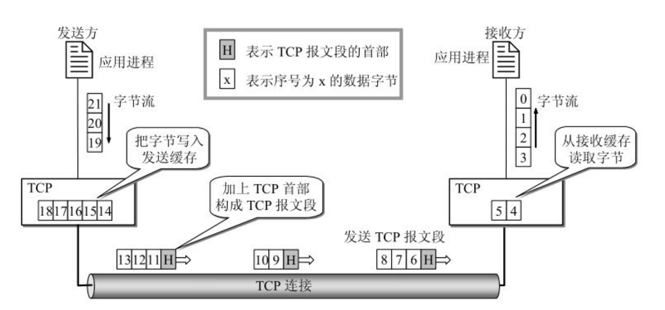 发送方
接收方
应用进程
H 表示 TCP 报文段的首部
x 表示序号为 x 的数据字节
应用进程
21
20
19
字节流
0
1
2
3
字节流
把字节写入
发送缓存
从接收缓存
读取字节
TCP
18 17 16 15 14
加上 TCP 首部
构成 TCP 报文段
TCP
5 4
发送 TCP 报文段
13 12 11 H
10 9 H
8 7 6 H
TCP 连接